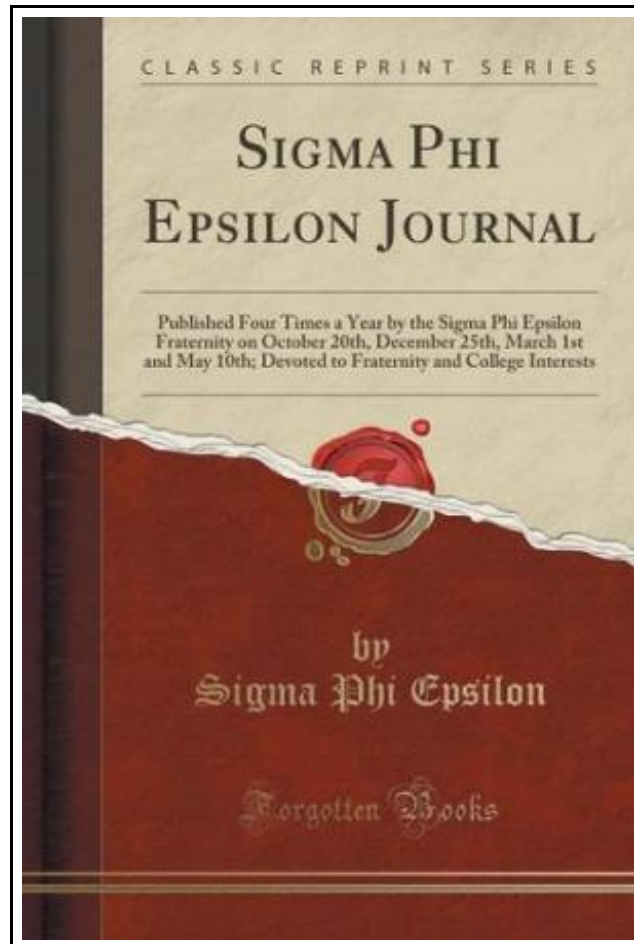 CLASSIC REPRINT SERIES
SIGMA PHI
EPSILON JOURNAL
Published Four Times a Year by the Sigma Phi Epsilon
Fraternity on October 20th, December 25th, March 1st
and May 10th; Devoted to Fraternity and College Interests
by
Sigma Phi Epsilon
Forgotten Books